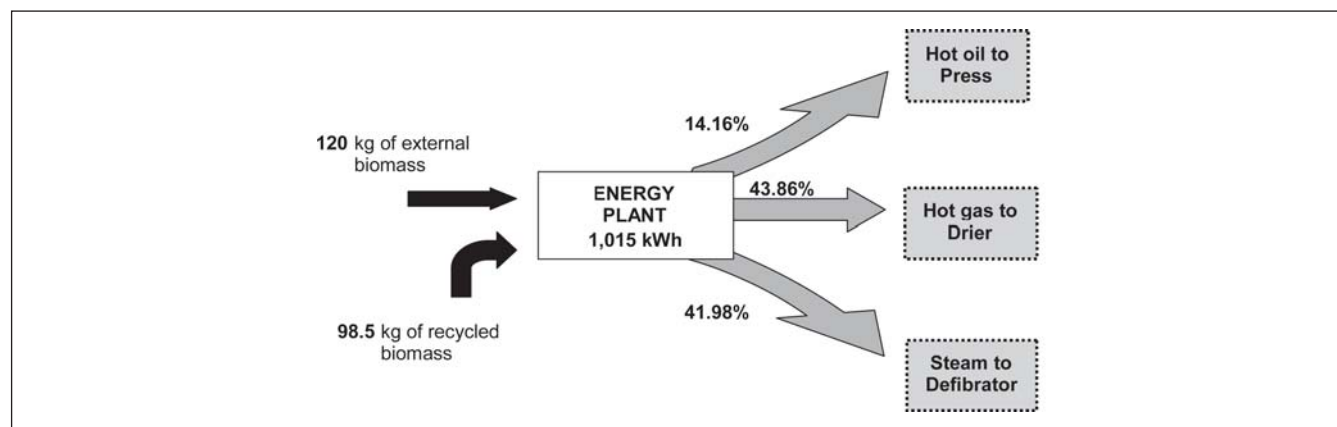 Hot oil to
Press
14.16%
120 kg of external
biomass
ENERGY
PLANT
1,015 kWh
43.86%
Hot gas to
Drier
98.5 kg of recycled
biomass
41.98%
Steam to
Defibrator